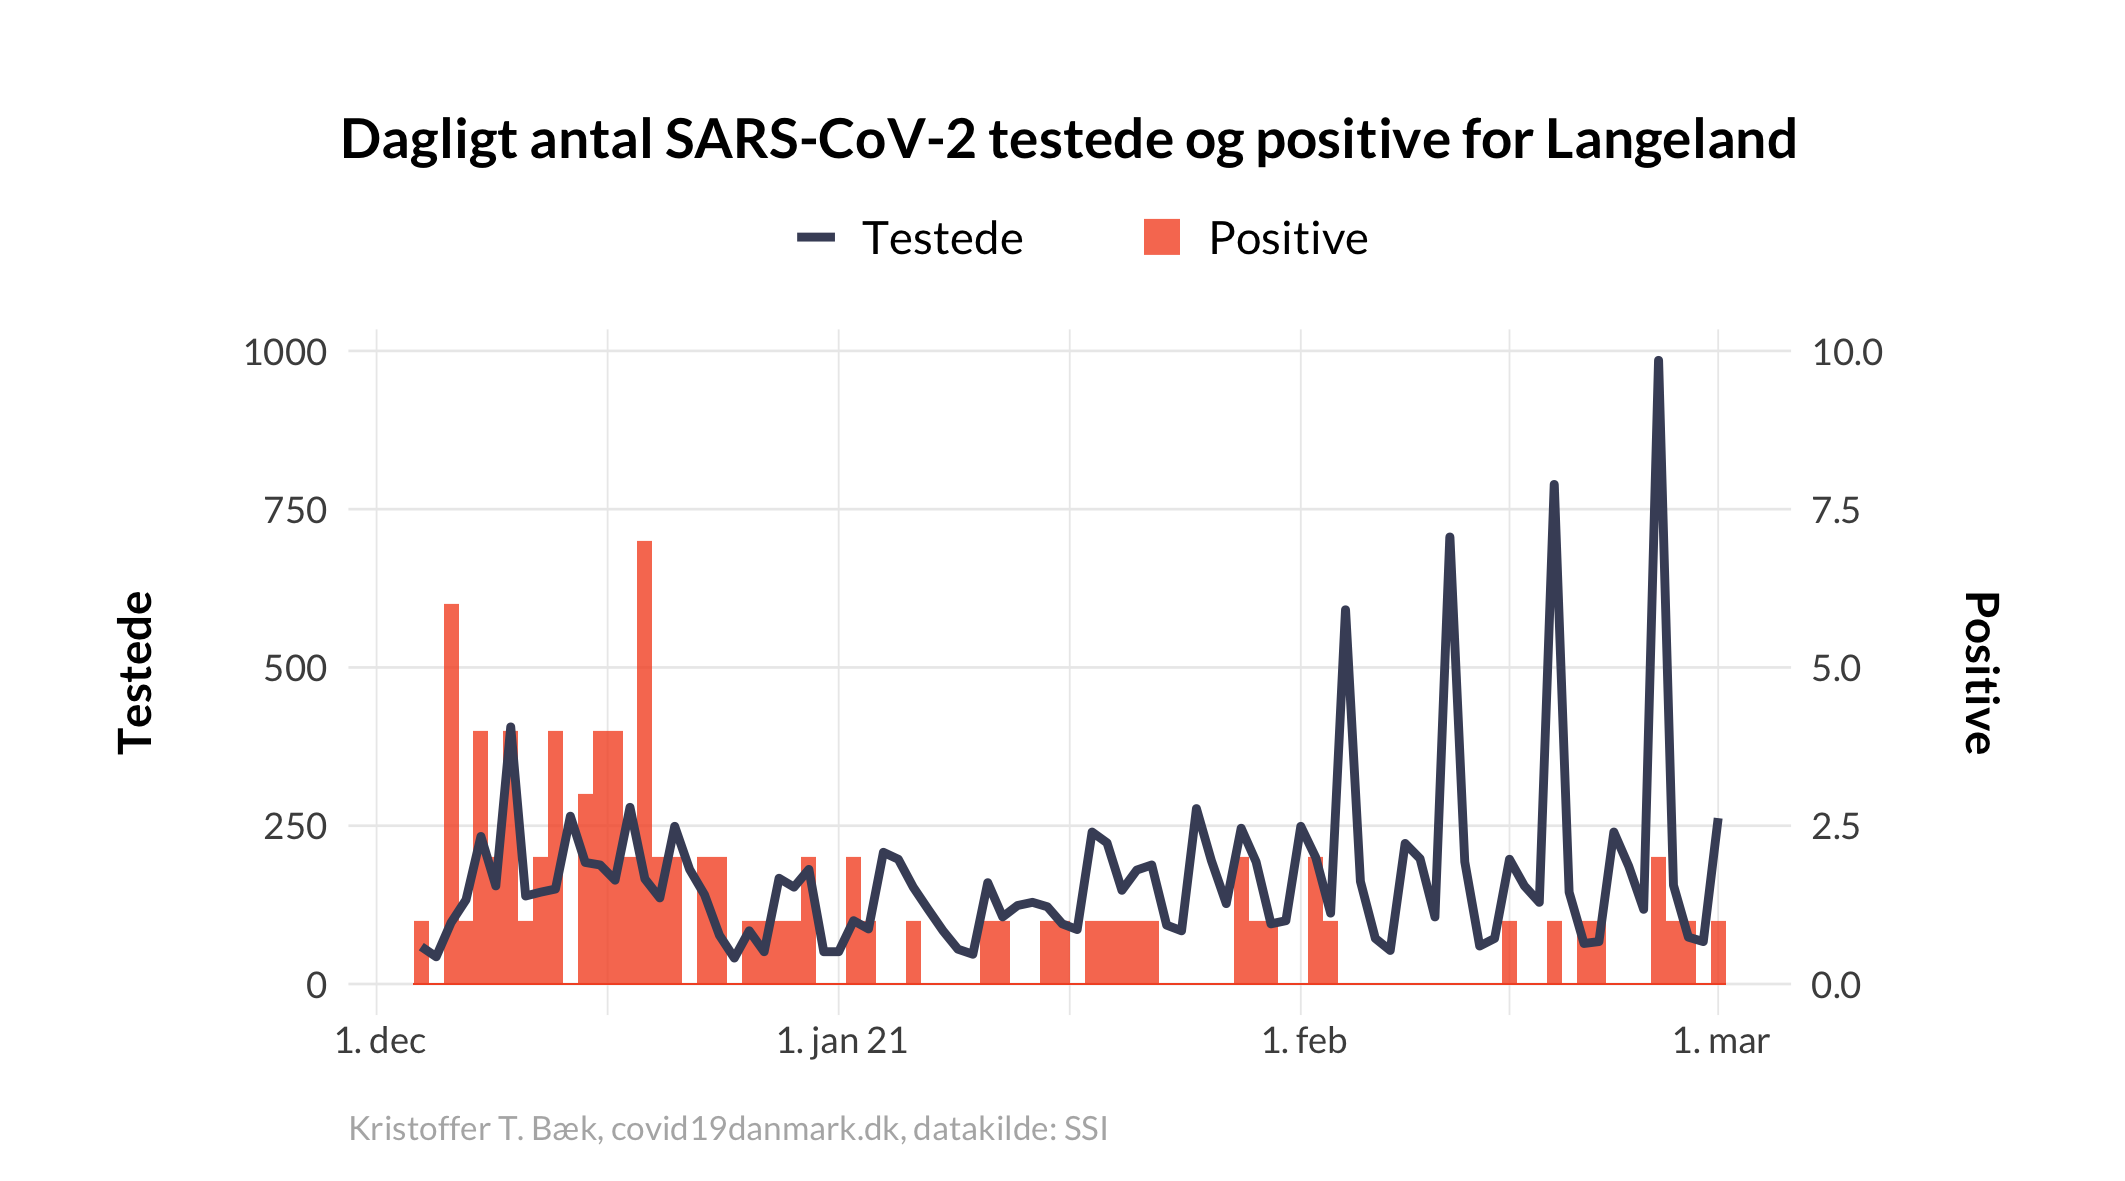 Dagligt antal SARS-CoV-2 testede og positive for Langeland
Testede Positive
1000 10.0
750 7.5
500 5.0
250 2.5
0 0.0
Testede
Positive
1. dec 1. jan 21 1. feb 1. mar
Kristoffer T. Bæk, covid19danmark.dk, datakilde: SSI